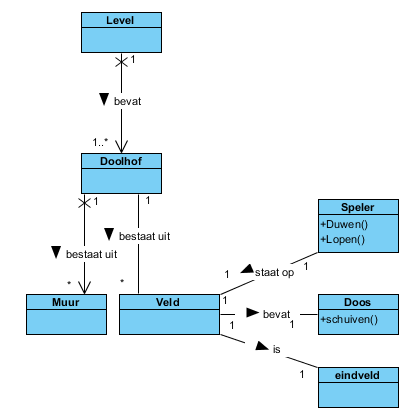 Level
1
bevat
1..*
Doolhof
1 1
bestaat uit
bestaat uit
* *
Muur
Veld
Speler
+Duwen()
+Lopen()
1 staat op 1
1
1 bevat 1
Doos
+schuiven()
1 is 1
eindveld